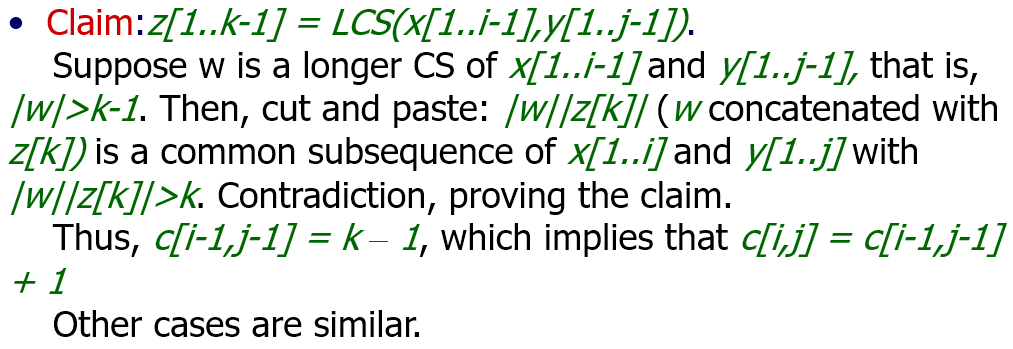 • Claim:z[1..k-1] = LCS(x[1..i-1],y[1..j-1]).
Suppose w is a longer CS of x[1..i-1] and y[1..j-1], that is,
|w|>k-1. Then, cut and paste: |w||z[k]| (w concatenated with
z[k]) is a common subsequence of x[1..i] and y[1..j] with
|w||z[k]|>k. Contradiction, proving the claim.
Thus, c[i-1,j-1] = k – 1, which implies that c[i,j] = c[i-1,j-1]
+ 1
Other cases are similar.